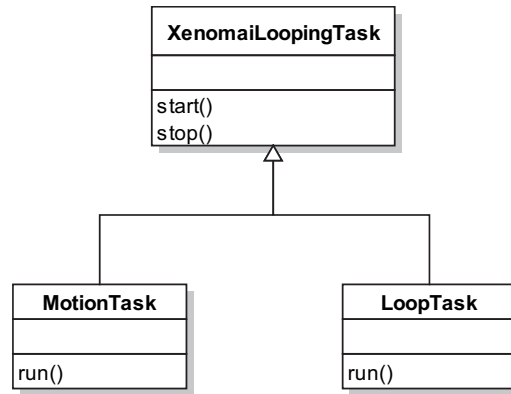 XenomaiLoopingTask
start()
stop()
MotionTask
run()
LoopTask
run()